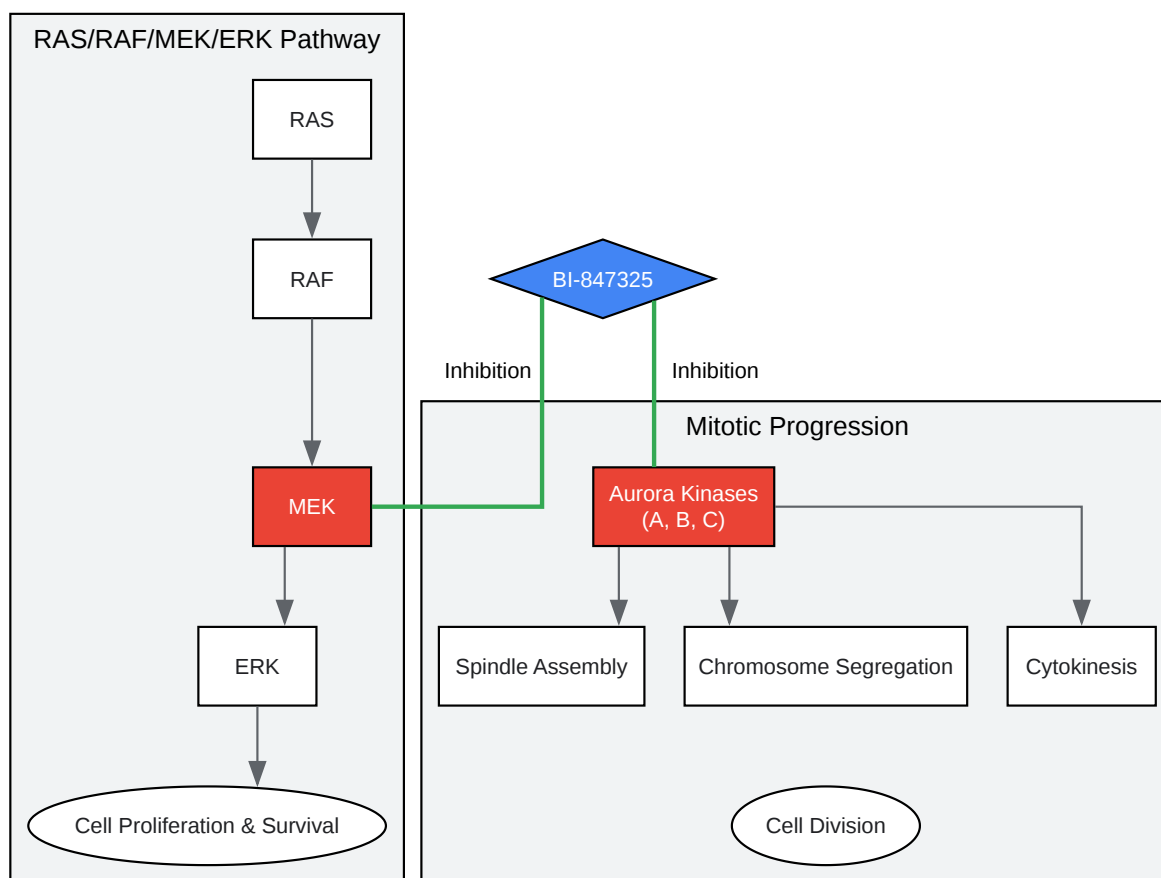 RAS/RAF/MEK/ERK Pathway
RAS
RAF
BI-847325
Inhibition
Inhibition
Mitotic Progression
MEK
Aurora Kinases
(A, B, C)
ERK
Spindle Assembly
Chromosome Segregation
Cytokinesis
Cell Proliferation & Survival
Cell Division